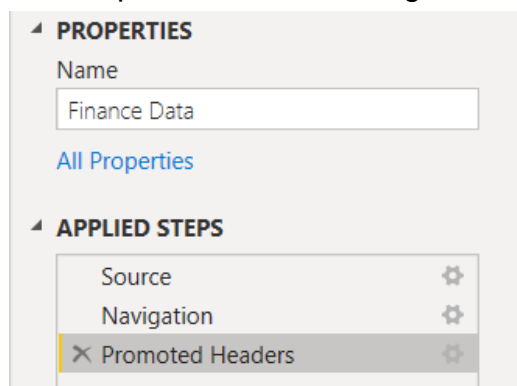 PROPERTIES
Name
Finance Data
All Properties
APPLIED STEPS
Source
Navigation
Promoted Headers